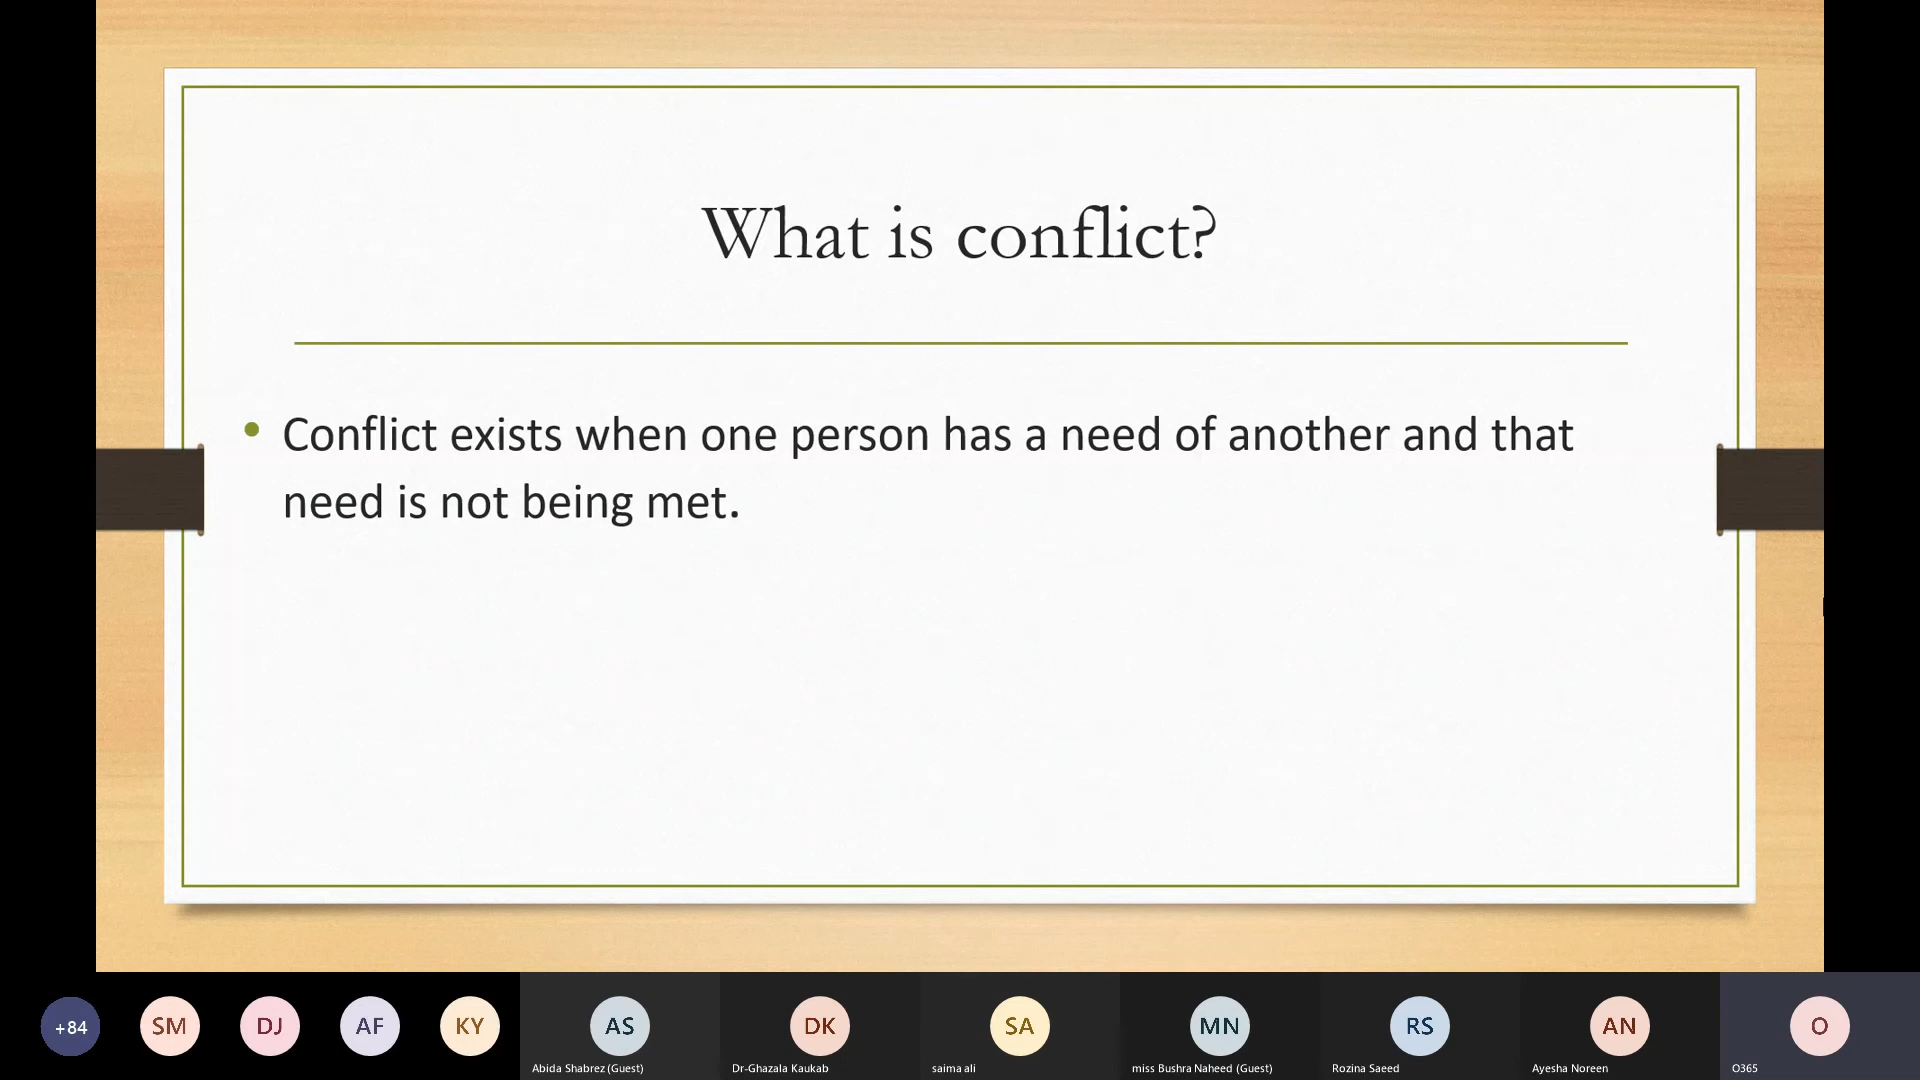 What is conflict?
• Conflict exists when one person has a need of another and that
need is not being met.
+84
SM
DJ
AF
KY
AS
DK
SA
MN
RS
AN
O
Abida Shabrez (Guest)
Dr-Ghazala Kaukab
saima ali
miss Bushra Naheed (Guest)
Rozina Saeed
Ayesha Noreen
O365